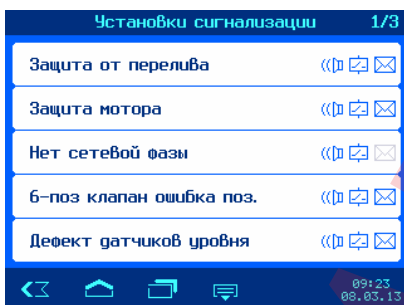 Установки сигнализации 1/3
Защита от перелива
Защита мотора
Нет сетевой фазы
6-поз клапан ошибка поз.
Дефект датчиков уровня
09:23
08.03.13